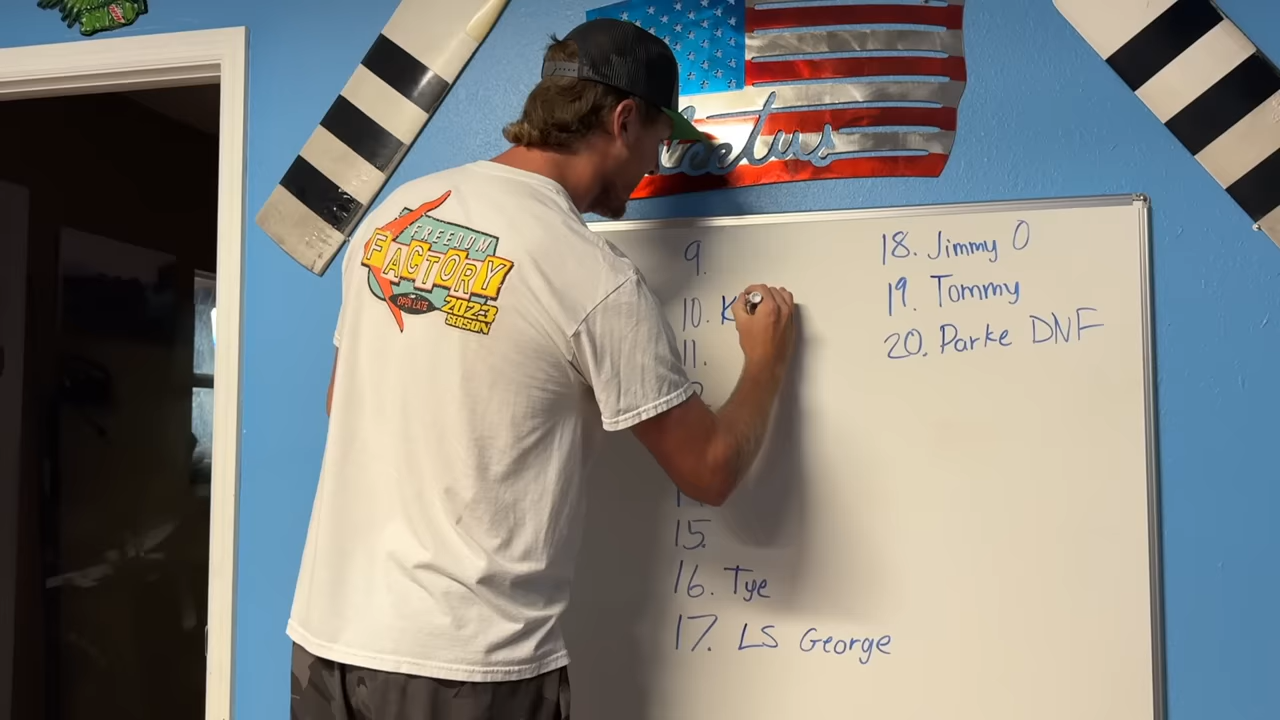 FREEDOM
FACTORY
OPEN LATE
2023
SEASON
9.
10. K
11.
15.
16. Tye
17. LS George
18. Jimmy O
19. Tommy
20. Parke DNF